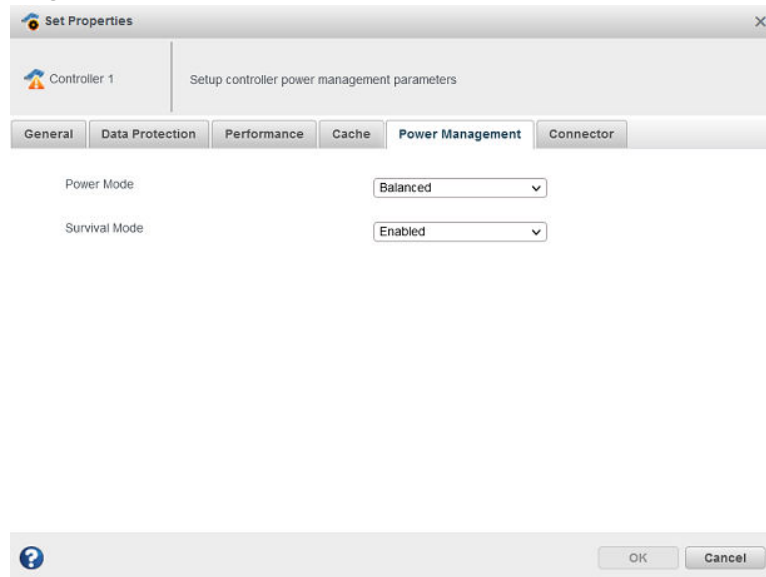 Set Properties
Controller 1
Setup controller power management parameters
General Data Protection Performance Cache Power Management Connector
Power Mode Balanced
Survival Mode Enabled
OK Cancel